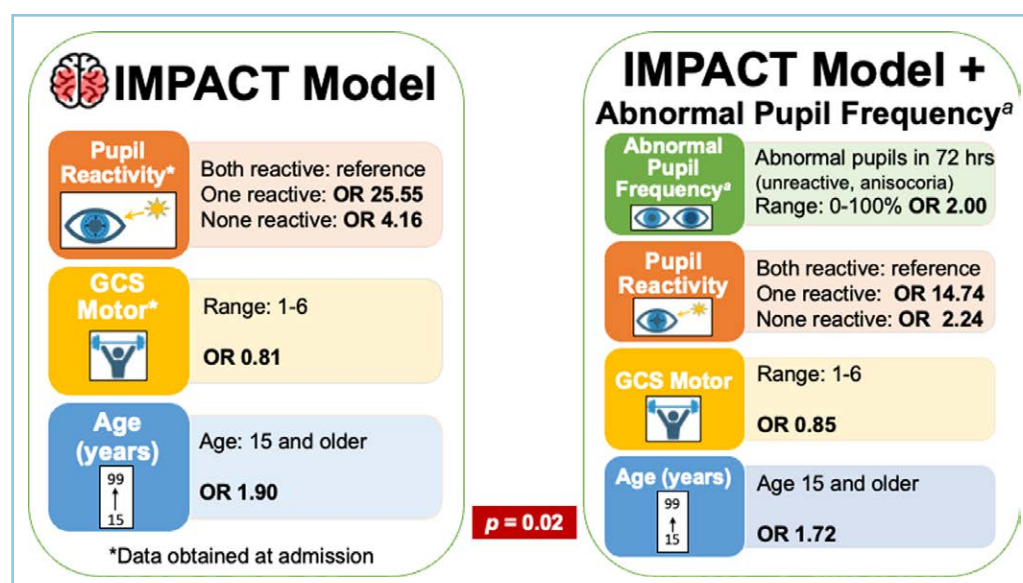 IMPACT Model
Pupil
Reactivity*
Both reactive: reference
One reactive: OR 25.55
None reactive: OR 4.16
GCS
Motor*
Range: 1-6
OR 0.81
Age
(years)
99
15
Age: 15 and older
OR 1.90
*Data obtained at admission
p = 0.02
IMPACT Model +
Abnormal Pupil Frequencyᵃ
Abnormal
Pupil
Frequencyᵃ
Abnormal pupils in 72 hrs
(unreactive, anisocoria)
Range: 0-100% OR 2.00
Pupil
Reactivity
Both reactive: reference
One reactive: OR 14.74
None reactive: OR 2.24
GCS Motor
Range: 1-6
OR 0.85
Age (years)
99
15
Age 15 and older
OR 1.72